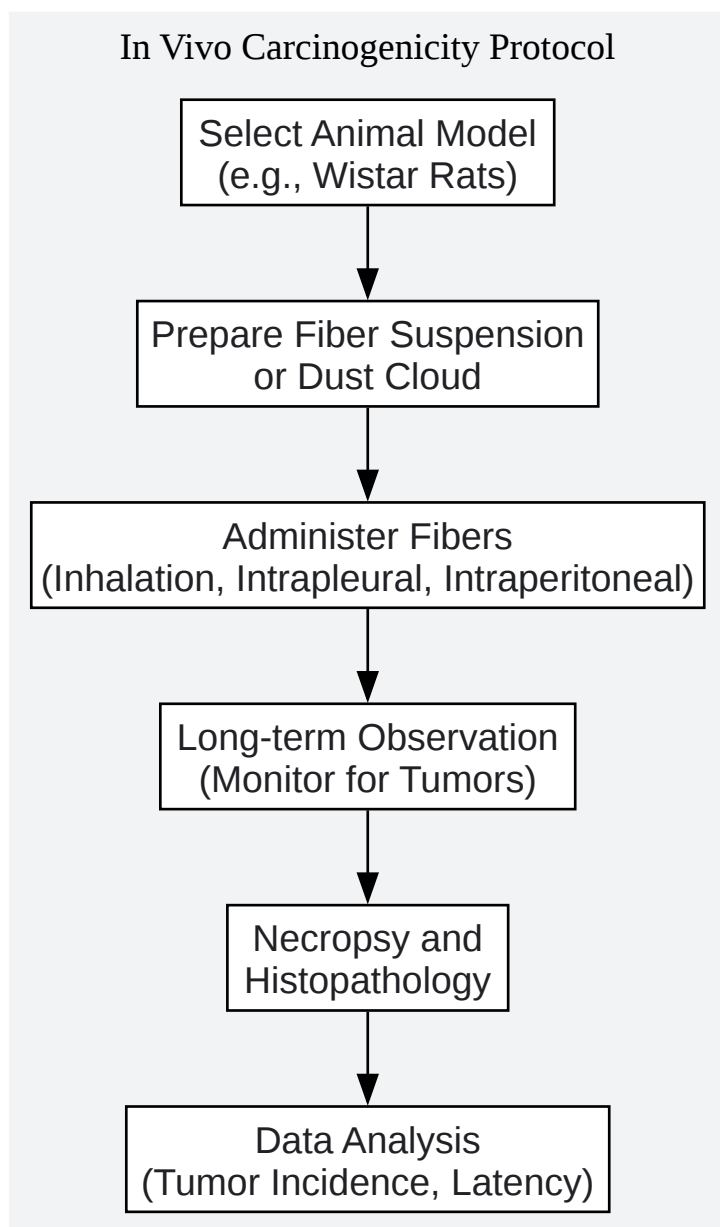 In Vivo Carcinogenicity Protocol
Select Animal Model
(e.g., Wistar Rats)
Prepare Fiber Suspension
or Dust Cloud
Administer Fibers
(Inhalation, Intrapleural, Intraperitoneal)
Long-term Observation
(Monitor for Tumors)
Necropsy and
Histopathology
Data Analysis
(Tumor Incidence, Latency)